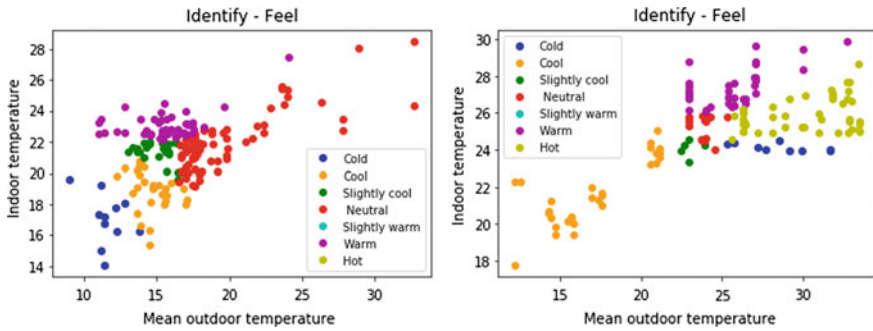 Identify - Feel
28
26
24
22
20
18
16
14
Indoor temperature
Cold
Cool
Slightly cool
Neutral
Slightly warm
Warm
Hot
10
15
20
25
30
Mean outdoor temperature
Identify - Feel
30
28
26
24
22
20
18
Indoor temperature
Cold
Cool
Slightly cool
Neutral
Slightly warm
Warm
Hot
15
20
25
30
Mean outdoor temperature